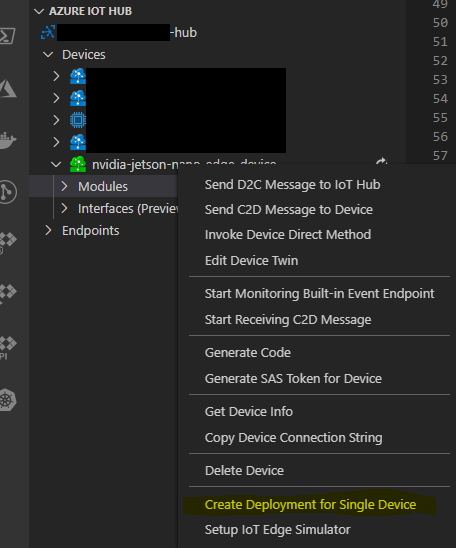 AZURE IOT HUB
-hub
Devices
nvidia-jetson-nano-edge-device
Modules
Interfaces (Preview
Endpoints
49
50
51
52
53
54
55
56
57
Send D2C Message to IoT Hub
Send C2D Message to Device
Invoke Device Direct Method
Edit Device Twin
Start Monitoring Built-in Event Endpoint
Start Receiving C2D Message
Generate Code
Generate SAS Token for Device
Get Device Info
Copy Device Connection String
Delete Device
Create Deployment for Single Device
Setup IoT Edge Simulator
PI